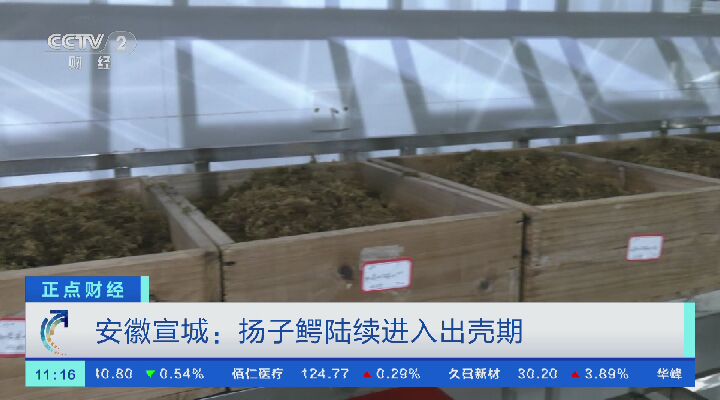 CCTV 2
财经
正点财经
安徽宣城：扬子鳄陆续进入出壳期
11:16 40.80 ▼0.54% 倍仁医疗 124.77 ▲0.29% 久日新材 30.20 ▲3.89% 华峰